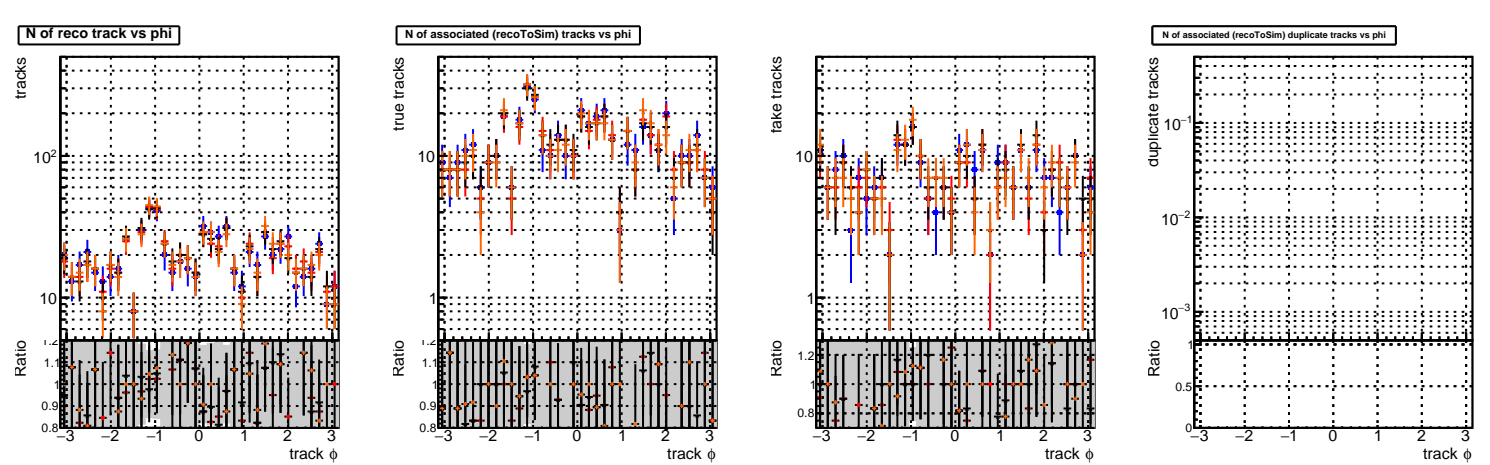 N of reco track vs phi
N of associated (recoToSim) tracks vs phi
N of associated (recoToSim) duplicate tracks vs phi
tracks
10²
10
Ratio
1.2
1.1
1
0.9
0.8
−3 −2 −1 0 1 2 3
track ϕ
true tracks
10
1
Ratio
1.2
1.1
1
0.9
0.8
−3 −2 −1 0 1 2 3
track ϕ
fake tracks
10
1
Ratio
1.2
1
0.8
−3 −2 −1 0 1 2 3
track ϕ
duplicate tracks
10⁻¹
10⁻²
10⁻³
Ratio
1
0.5
0
−3 −2 −1 0 1 2 3
track ϕ